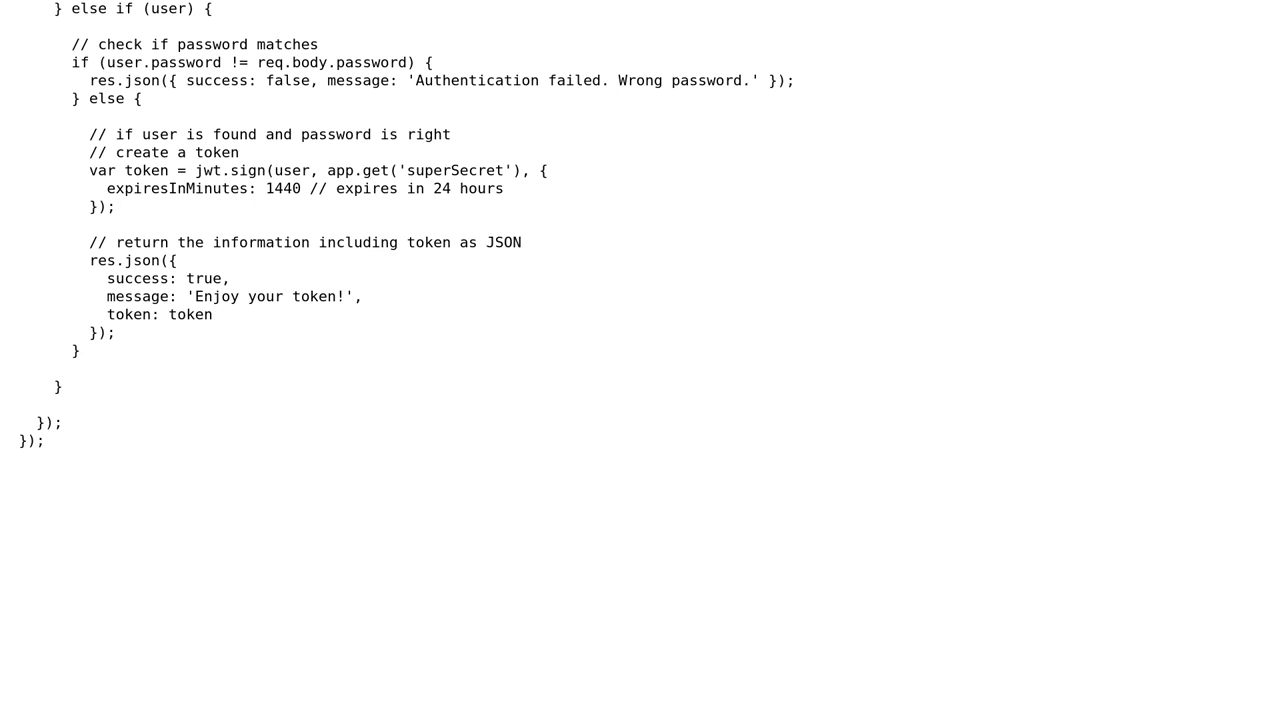 } else if (user) {
// check if password matches
if (user.password != req.body.password) {
res.json({ success: false, message: 'Authentication failed. Wrong password.' });
} else {
// if user is found and password is right
// create a token
var token = jwt.sign(user, app.get('superSecret'), {
expiresInMinutes: 1440 // expires in 24 hours
});
// return the information including token as JSON
res.json({
success: true,
message: 'Enjoy your token!',
token: token
});
}
}
});
});